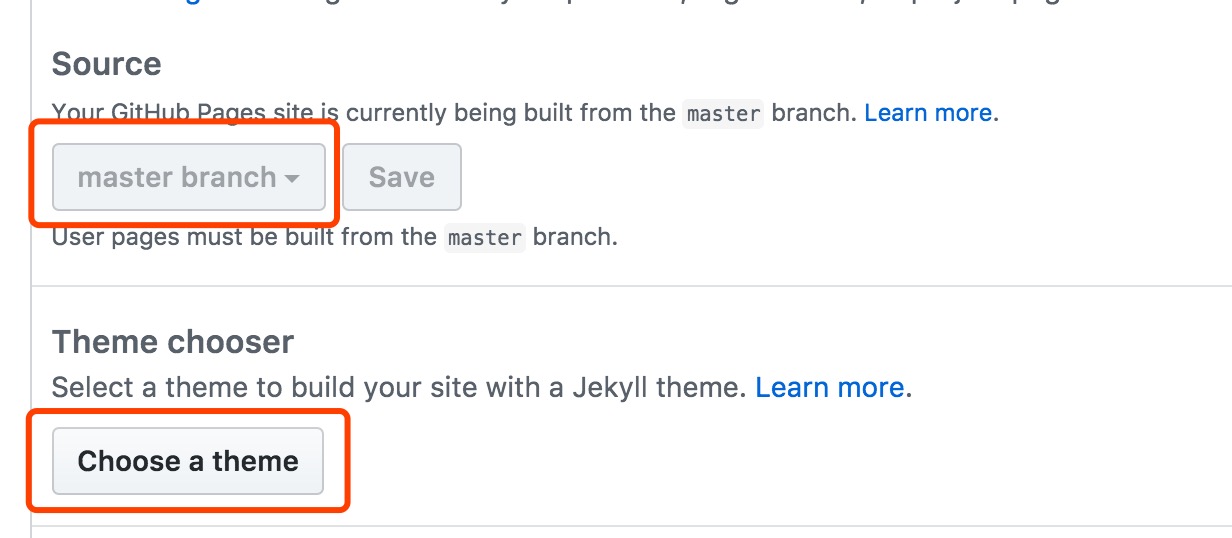 Source
Your GitHub Pages site is currently being built from the master branch. Learn more.
master branch
Save
User pages must be built from the master branch.
Theme chooser
Select a theme to build your site with a Jekyll theme. Learn more.
Choose a theme